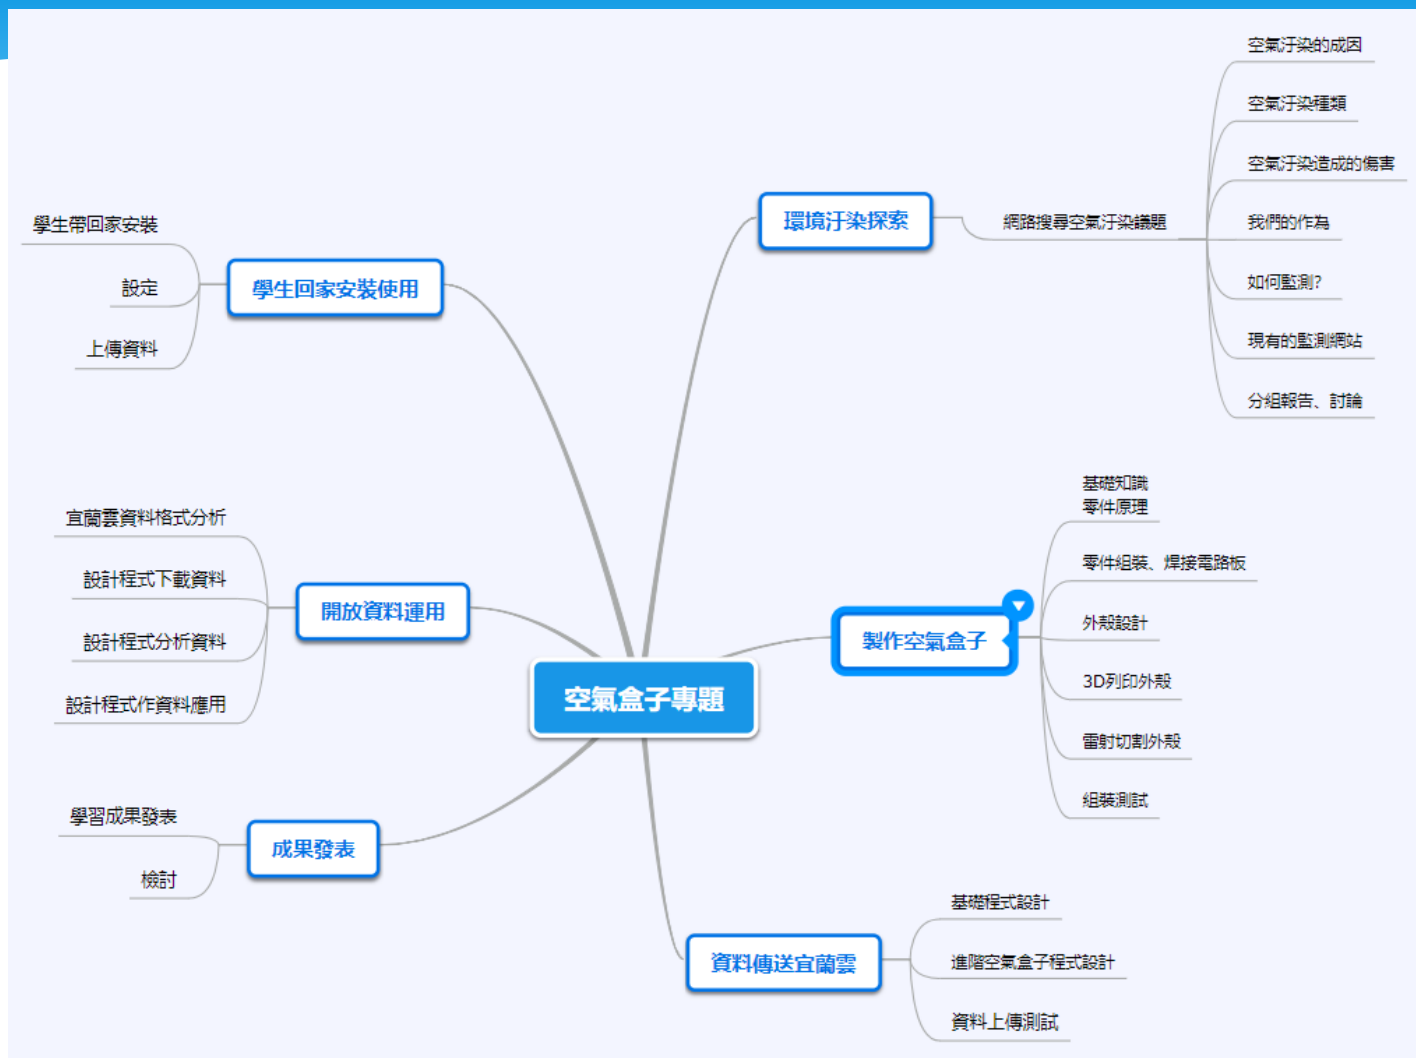 空氣盒子專題
環境汙染探索
網路搜尋空氣汙染議題
空氣汙染的成因
空氣汙染種類
空氣汙染造成的傷害
我們的作為
如何監測?
現有的監測網站
分組報告、討論
製作空氣盒子
基礎知識
零件原理
零件組裝、焊接電路板
外殼設計
3D列印外殼
雷射切割外殼
組裝測試
資料傳送宜蘭雲
基礎程式設計
進階空氣盒子程式設計
資料上傳測試
學生回家安裝使用
學生帶回家安裝
設定
上傳資料
開放資料運用
宜蘭雲資料格式分析
設計程式下載資料
設計程式分析資料
設計程式作資料應用
成果發表
學習成果發表
檢討